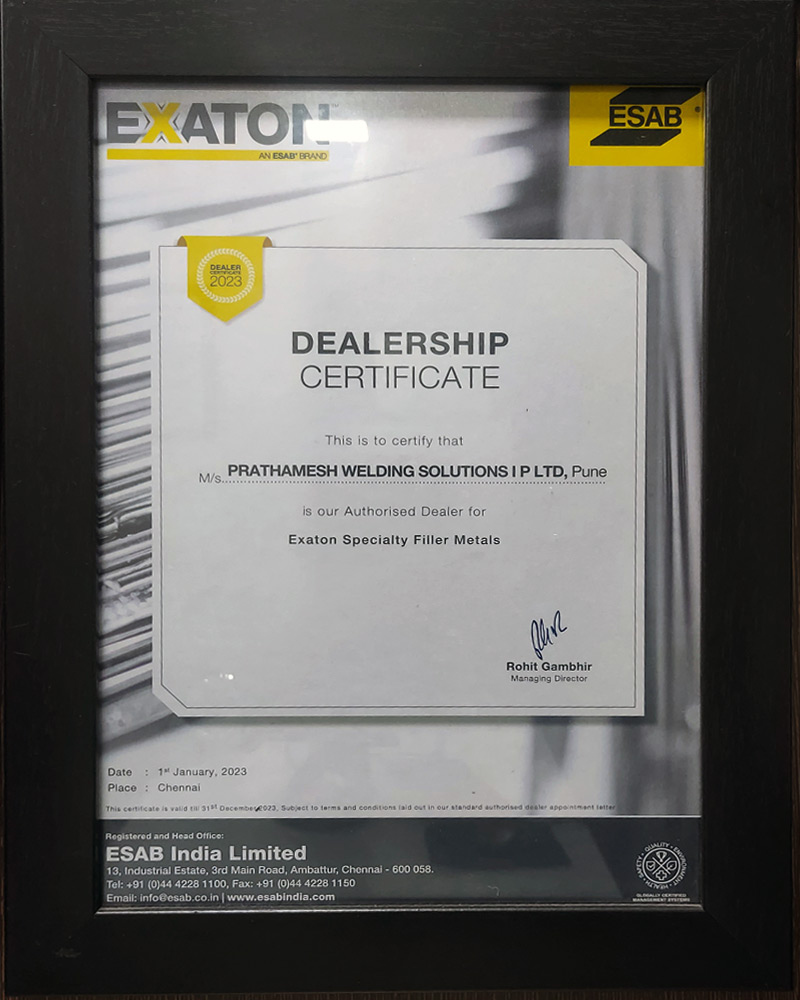 EXATON
AN ESAB® BRAND
ESAB
DEALER
CERTIFICATE
2023
DEALERSHIP
CERTIFICATE
This is to certify that
M/s. PRATHAMESH WELDING SOLUTIONS I P LTD, Pune
is our Authorised Dealer for
Exaton Specialty Filler Metals
Rohit Gambhir
Managing Director
Date : 1st January, 2023
Place : Chennai
This certificate is valid till 31st December 2023, Subject to terms and conditions laid out in our standard authorised dealer appointment letter
Registered and Head Office:
ESAB India Limited
13, Industrial Estate, 3rd Main Road, Ambattur, Chennai - 600 058.
Tel: +91 (0)44 4228 1100, Fax: +91 (0)44 4228 1150
Email: info@esab.co.in | www.esabindia.com
QUALITY · ENVIRONMENT · HEALTH · SAFETY
GLOBALLY CERTIFIED
MANAGEMENT SYSTEMS